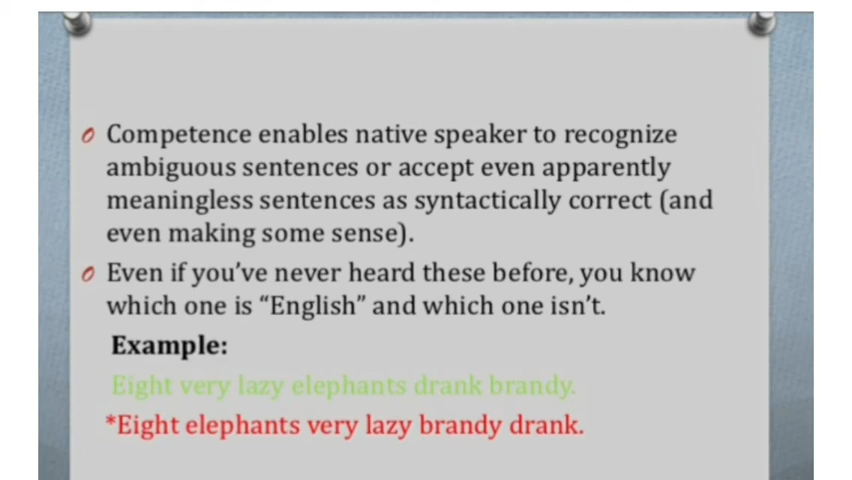 Competence enables native speaker to recognize
ambiguous sentences or accept even apparently
meaningless sentences as syntactically correct (and
even making some sense).
Even if you've never heard these before, you know
which one is “English” and which one isn't.
Example:
Eight very lazy elephants drank brandy.
*Eight elephants very lazy brandy drank.